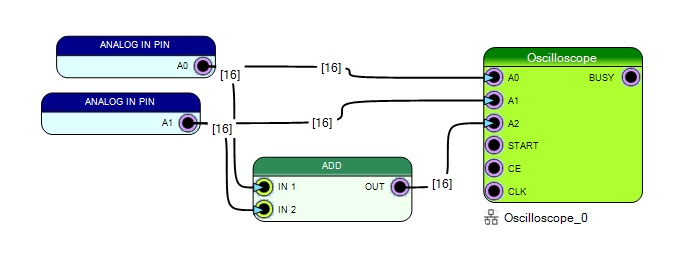 ANALOG IN PIN
A0
[16]
[16]
ANALOG IN PIN
A1
[16]
[16]
ADD
IN 1
OUT
IN 2
[16]
Oscilloscope
A0
BUSY
A1
A2
START
CE
CLK
Oscilloscope_0